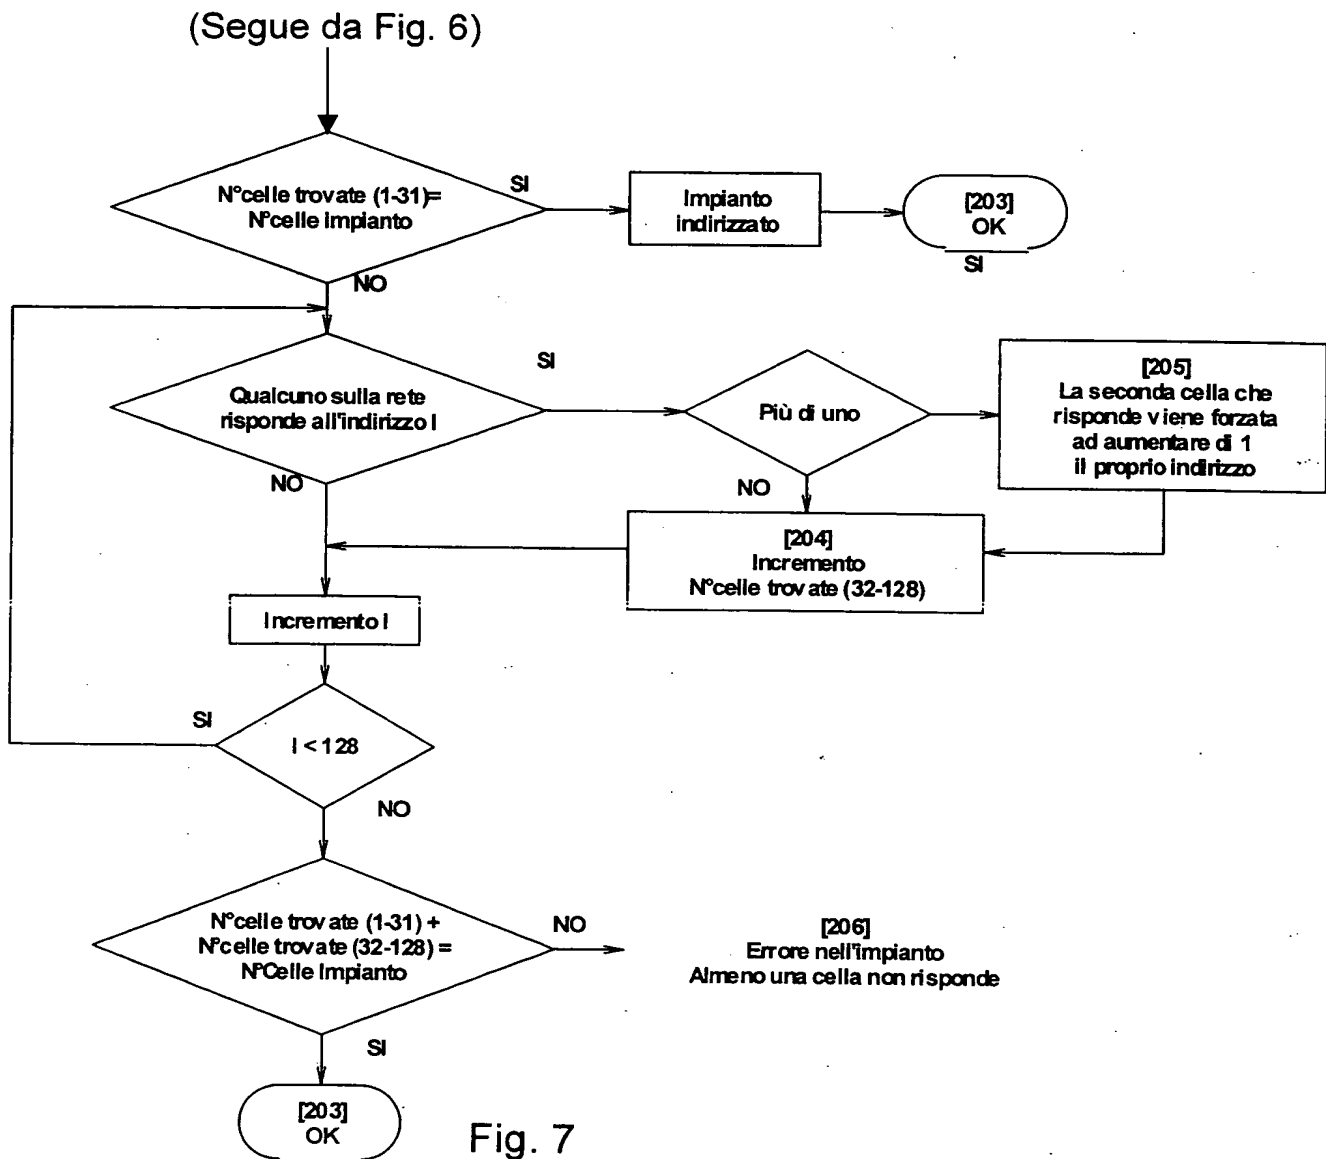 (Segue da Fig. 6)
N°celle trovate (1-31)=
N°celle Impianto
SI
Impianto
indirizzato
[203]
OK
SI
NO
Qualcuno sulla rete
risponde all'indirizzo I
SI
Più di uno
[205]
La seconda cella che
risponde viene forzata
ad aumentare di 1
il proprio indirizzo
NO
NO
[204]
Incremento
N°celle trovate (32-128)
Incremento I
SI
I < 128
NO
N°celle trovate (1-31) +
N°celle trovate (32-128) =
N°Celle Impianto
NO
[206]
Errore nell'impianto
Almeno una cella non risponde
SI
[203]
OK
Fig. 7